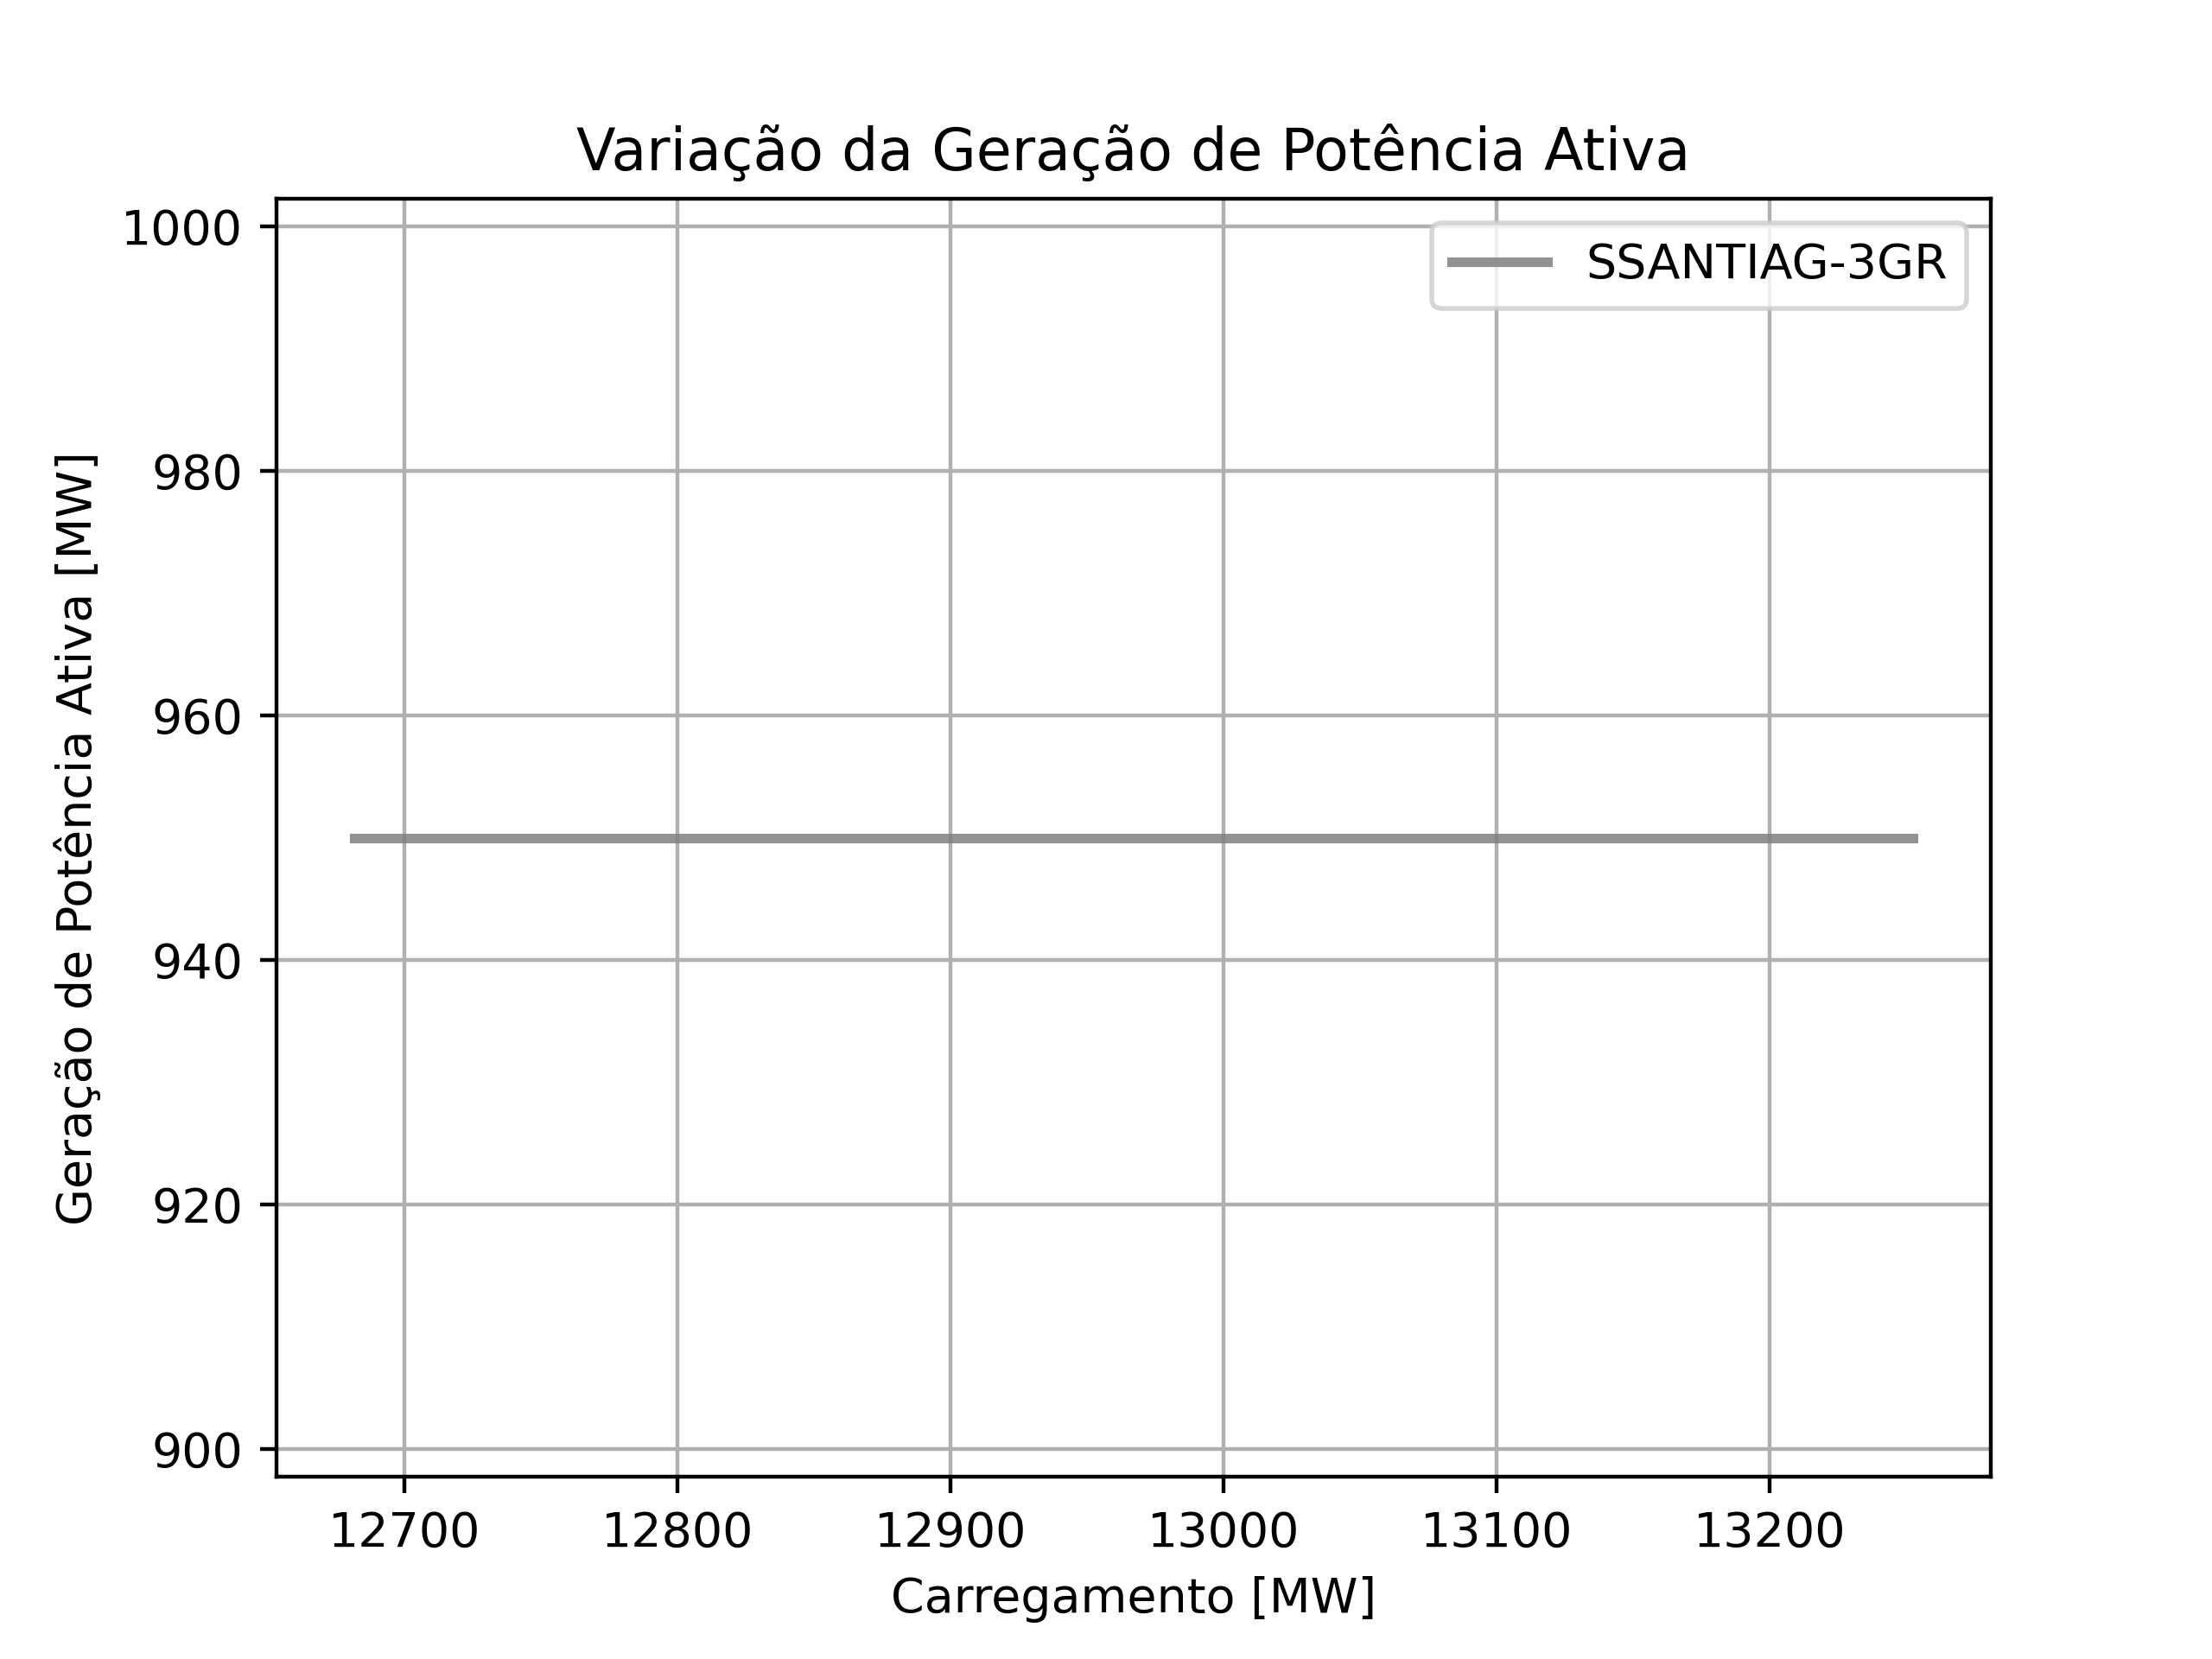 Variação da Geração de Potência Ativa
SSANTIAG-3GR
Geração de Potência Ativa [MW]
1000
980
960
940
920
900
12700 12800 12900 13000 13100 13200
Carregamento [MW]